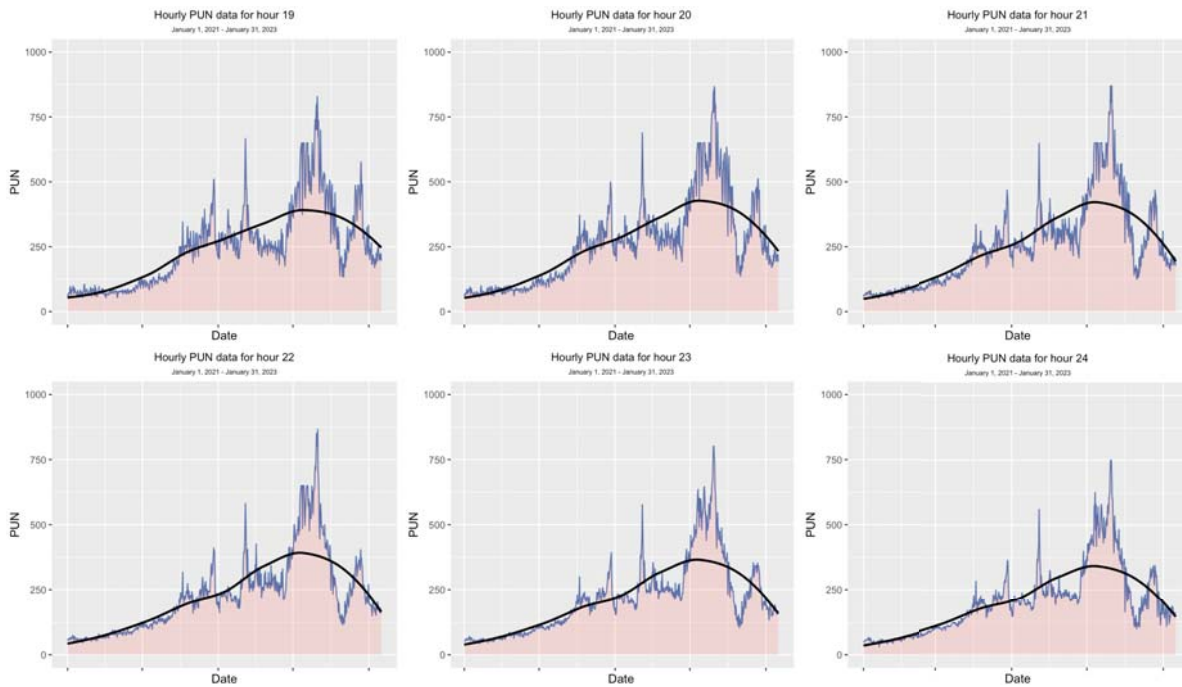 Hourly PUN data for hour 19
January 1, 2021 - January 31, 2023
1000
750
500
250
0
PUN
Date
Hourly PUN data for hour 20
January 1, 2021 - January 31, 2023
1000
750
500
250
0
PUN
Date
Hourly PUN data for hour 21
January 1, 2021 - January 31, 2023
1000
750
500
250
0
PUN
Date
Hourly PUN data for hour 22
January 1, 2021 - January 31, 2023
1000
750
500
250
0
PUN
Date
Hourly PUN data for hour 23
January 1, 2021 - January 31, 2023
1000
750
500
250
0
PUN
Date
Hourly PUN data for hour 24
January 1, 2021 - January 31, 2023
1000
750
500
250
0
PUN
Date